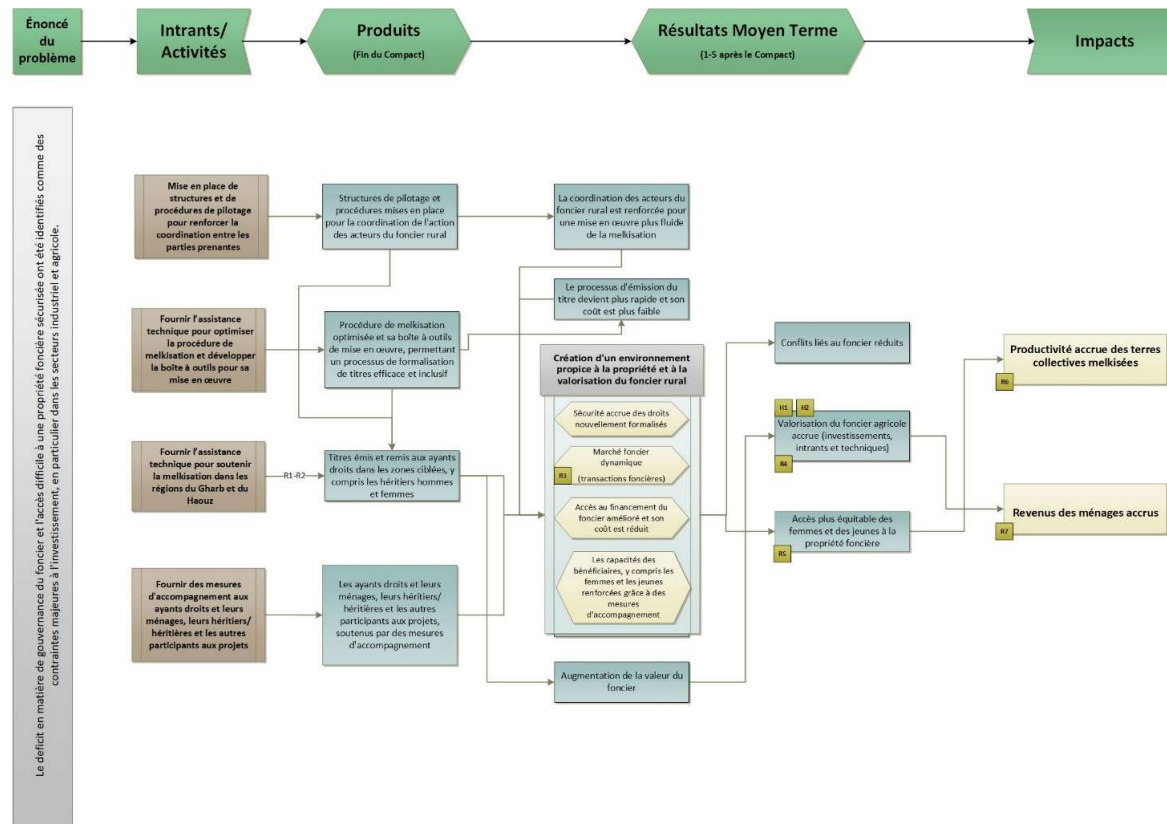 Énoncé
du
problème
Intrants/
Activités
Produits
(Fin du Compact)
Résultats Moyen Terme
(1-5 après le Compact)
Impacts
Le deficit en matière de gouvernance du foncier et l'accès difficile à une propriété foncière sécurisée ont été identifiés comme des
contraintes majeures à l'investissement, en particulier dans les secteurs industriel et agricole.
Mise en place de
structures et de
procédures de pilotage
pour renforcer la
coordination entre les
parties prenantes
Structures de pilotage et
procédures mises en place
pour la coordination de l'action
des acteurs du foncier rural
La coordination des acteurs du
foncier rural est renforcée pour
une mise en œuvre plus fluide
de la melkisation
Le processus d'émission du
titre devient plus rapide et son
coût est plus faible
Fournir l'assistance
technique pour optimiser
la procédure de
melkisation et développer
la boîte à outils pour sa
mise en œuvre
Procédure de melkisation
optimisée et sa boîte à outils
de mise en œuvre, permettant
un processus de formalisation
de titres efficace et inclusif
Création d'un environnement
propice à la propriété et à la
valorisation du foncier rural
Sécurité accrue des droits
nouvellement formalisés
R3
Marché foncier
dynamique
(transactions foncières)
Accès au financement du
foncier amélioré et son
coût est réduit
Les capacités des
bénéficiaires, y compris les
femmes et les jeunes
renforcées grâce à des
mesures
d'accompagnement
Conflits liés au foncier réduits
H1
H2
Valorisation du foncier agricole
accrue (investissements,
intrants et techniques)
R4
Accès plus équitable des
femmes et des jeunes à la
propriété foncière
R5
Productivité accrue des terres
collectives melkisées
R6
Revenus des ménages accrus
R7
Fournir l'assistance
technique pour soutenir
la melkisation dans les
régions du Gharb et du
Haouz
R1-R2
Titres émis et remis aux ayants
droits dans les zones ciblées, y
compris les héritiers hommes
et femmes
Fournir des mesures
d'accompagnement aux
ayants droits et leurs
ménages, leurs héritiers/
héritières et les autres
participants aux projets
Les ayants droits et leurs
ménages, leurs héritiers/
héritières et les autres
participants aux projets,
soutenus par des mesures
d'accompagnement
Augmentation de la valeur du
foncier